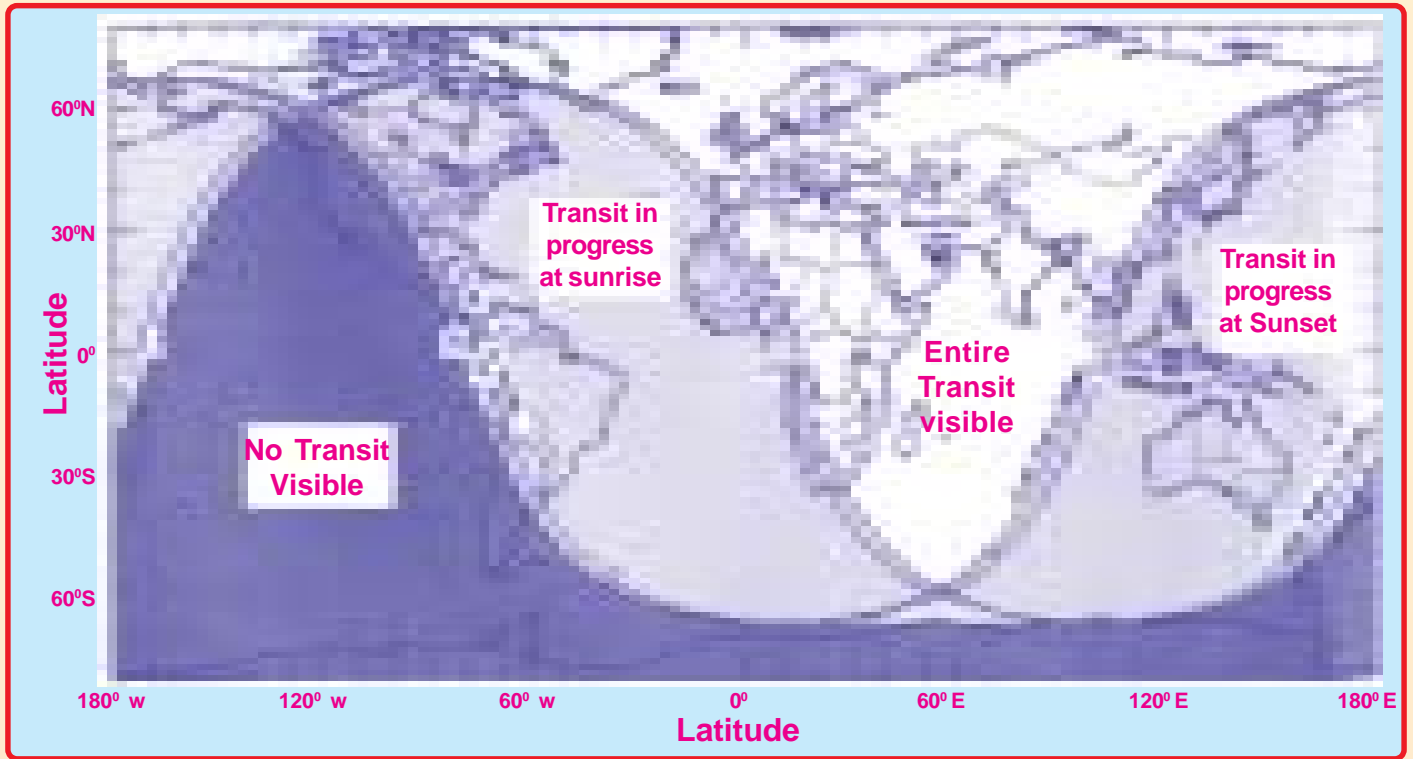 60⁰N
30⁰N
0⁰
30⁰S
60⁰S
Latitude
Transit in
progress
at sunrise
Transit in
progress
at Sunset
Entire
Transit
visible
No Transit
Visible
180⁰ w
120⁰ w
60⁰ w
0⁰
60⁰ E
120⁰ E
180⁰ E
Latitude